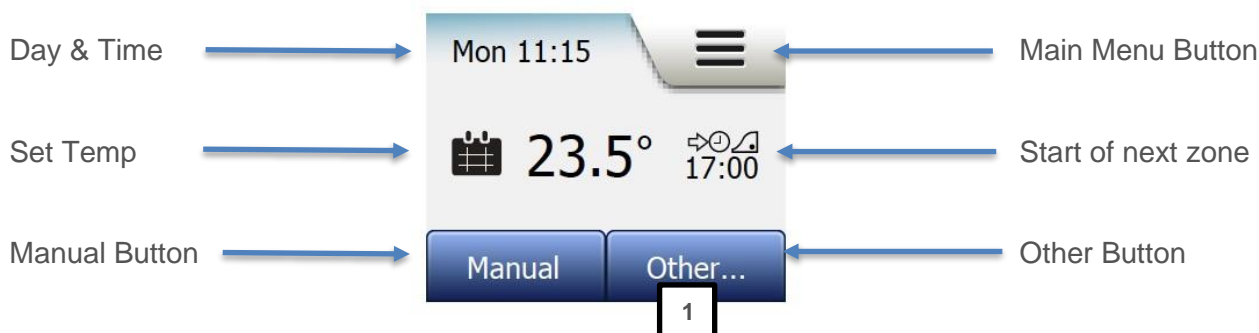 Day & Time
Mon 11:15
Main Menu Button
Set Temp
23.5°
17:00
Start of next zone
Manual Button
Manual
Other...
Other Button
1